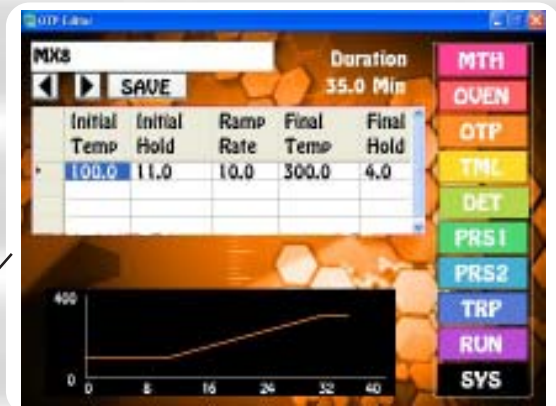 OTP Editor
MX8
Duration
35.0 Min
SAVE
Initial Temp Initial Hold Ramp Rate Final Temp Final Hold
100.0 11.0 10.0 300.0 4.0
400
0
0 8 16 24 32 40
MTH
OVEN
OTP
TML
DET
PRS1
PRS2
TRP
RUN
SYS